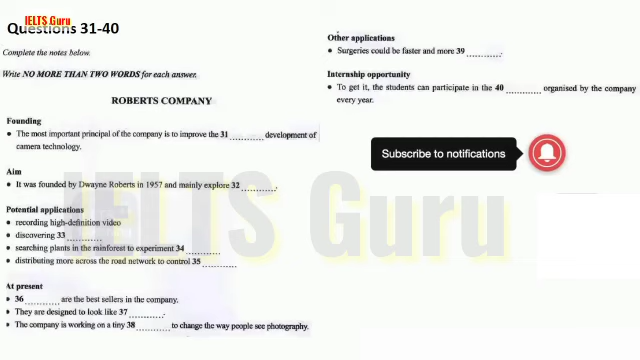 IELTS Guru
Questions 31-40
Complete the notes below.
Write NO MORE THAN TWO WORDS for each answer.
ROBERTS COMPANY
Founding
• The most important principal of the company is to improve the 31 ............ development of
camera technology.
Aim
• It was founded by Dwayne Roberts in 1957 and mainly explore 32 ............
Potential applications
• recording high-definition video
• discovering 33 ............
• searching plants in the rainforest to experiment 34 ............
• distributing more across the road network to control 35 ............
At present
• 36 ............ are the best sellers in the company.
• They are designed to look like 37 ............
• The company is working on a tiny 38 ............ to change the way people see photography.
Other applications
• Surgeries could be faster and more 39 ............
Internship opportunity
• To get it, the students can participate in the 40 ............ organised by the company
every year.
Subscribe to notifications
IELTS Guru